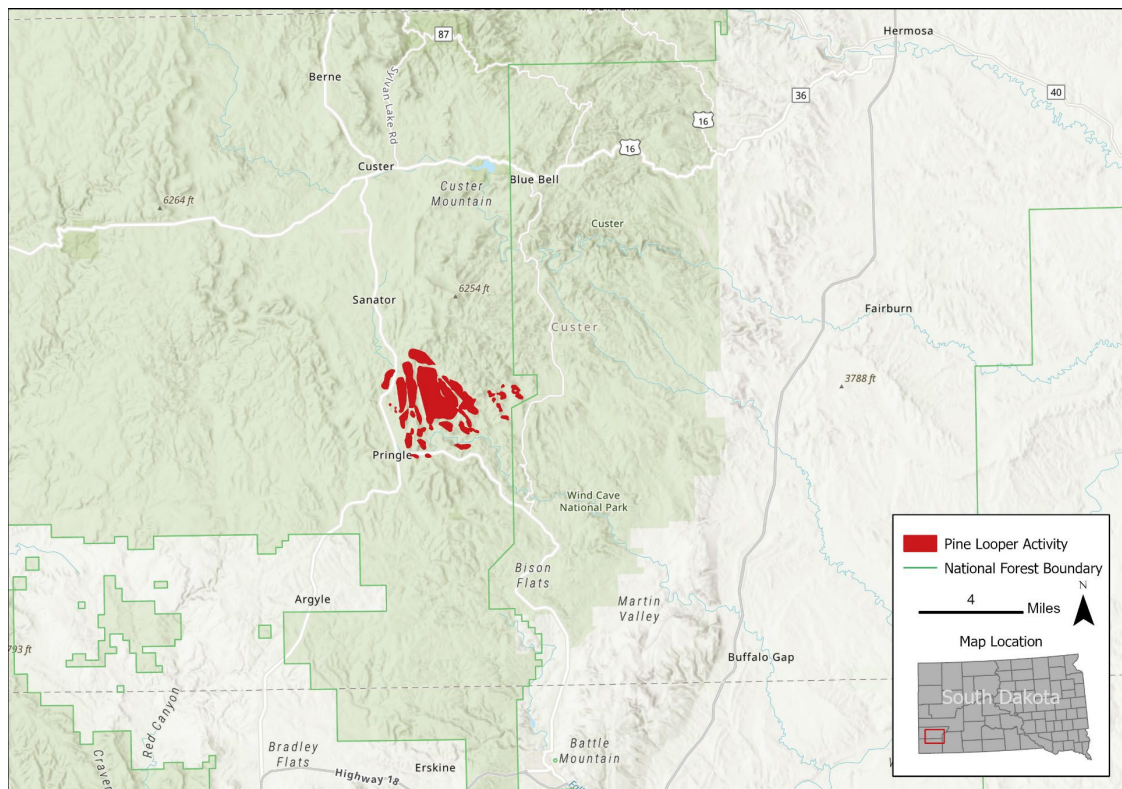 Hermosa
87
Berne
Sylvan Lake Rd
36
40
16
16
Custer
Blue Bell
Custer
Mountain
6264 ft
Custer
Sanator
6254 ft
Fairburn
Custer
3788 ft
Pringle
Wind Cave
National Park
Bison
Flats
Argyle
Martin
Valley
793 ft
Buffalo Gap
Red Canyon
Bradley
Flats
Battle
Mountain
Highway 18
Erskine
Pine Looper Activity
National Forest Boundary
N
4
Miles
Map Location
South Dakota